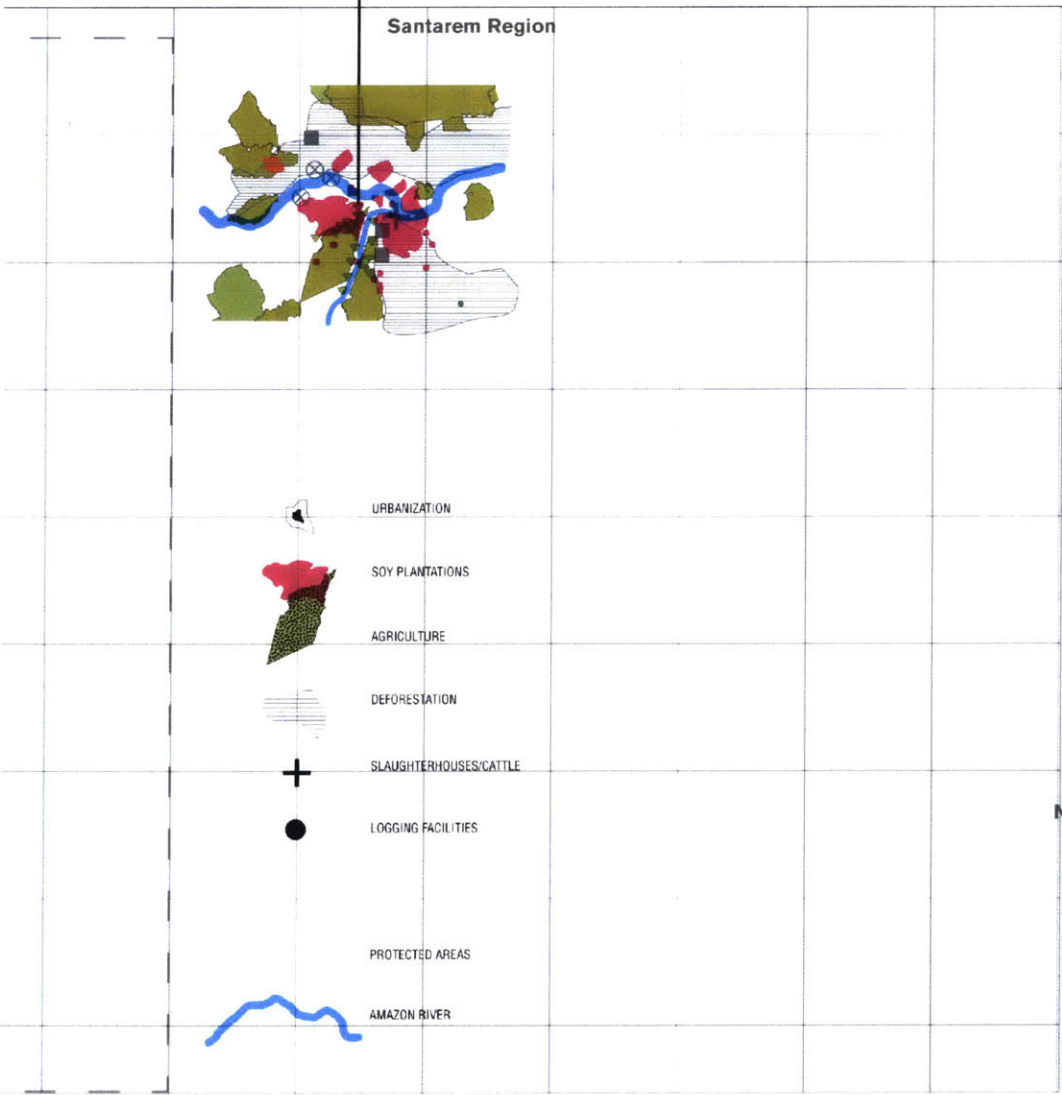 Santarem Region
URBANIZATION
SOY PLANTATIONS
AGRICULTURE
DEFORESTATION
SLAUGHTERHOUSES/CATTLE
LOGGING FACILITIES
PROTECTED AREAS
AMAZON RIVER